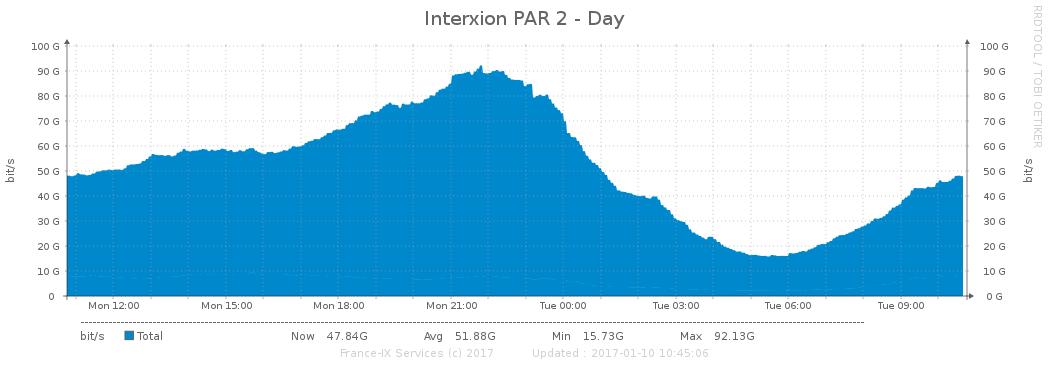 Interxion PAR 2 - Day
RRDTOOL / TOBI OETIKER
bit/s
100 G 100 G
90 G 90 G
80 G 80 G
70 G 70 G
60 G 60 G
50 G 50 G
40 G 40 G
30 G 30 G
20 G 20 G
10 G 10 G
0 0 G
bit/s
Mon 12:00 Mon 15:00 Mon 18:00 Mon 21:00 Tue 00:00 Tue 03:00 Tue 06:00 Tue 09:00
bit/s Total Now 47.84G Avg 51.88G Min 15.73G Max 92.13G
France-IX Services (c) 2017 Updated : 2017-01-10 10:45:06